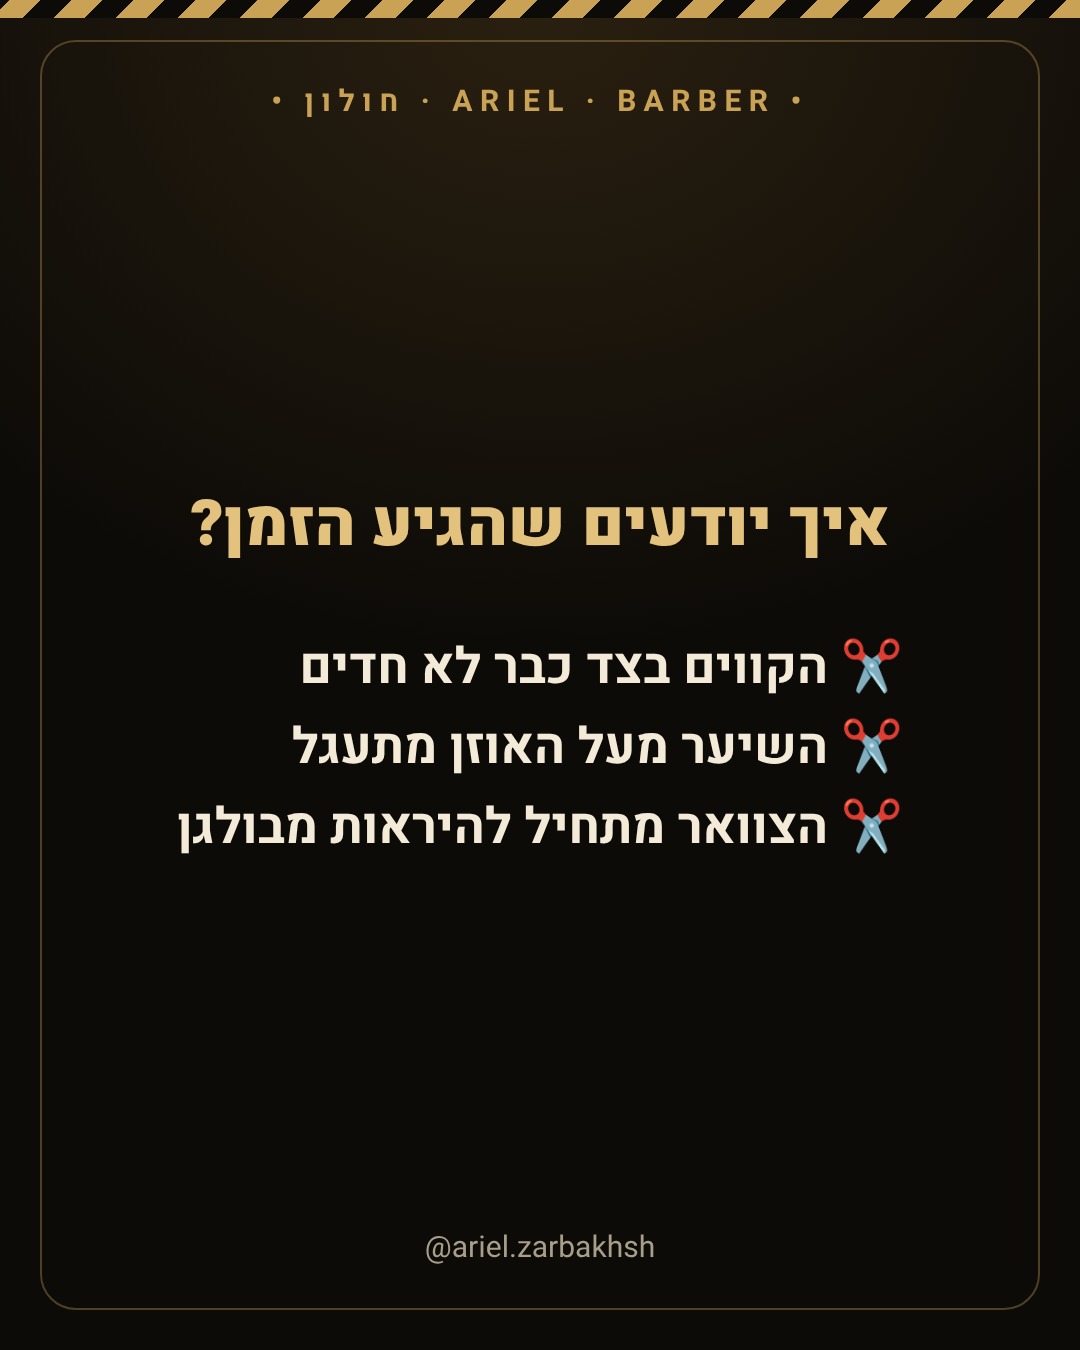 • חולון · ARIEL · BARBER •
איך יודעים שהגיע הזמן?
✂️ הקווים בצד כבר לא חדים
✂️ השיער מעל האוזן מתעגל
✂️ הצוואר מתחיל להיראות מבולגן
@ariel.zarbakhsh